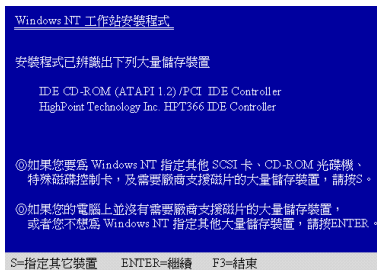 Windows NT 工作站安裝程式
安裝程式已辨識出下列大量儲存裝置
IDE CD-ROM (ATAPI 1.2) /PCI IDE Controller
HighPoint Technology Inc. HPT366 IDE Controller
◎如果您要為 Windows NT 指定其他 SCSI 卡、CD-ROM 光碟機、
特殊磁碟控制卡，及需要廠商支援磁片的大量儲存裝置，請按S。
◎如果您的電腦上並沒有需要廠商支援磁片的大量儲存裝置，
或者您不想為 Windows NT 指定其他大量儲存裝置，請按ENTER。
S=指定其它裝置 ENTER=繼續 F3=結束